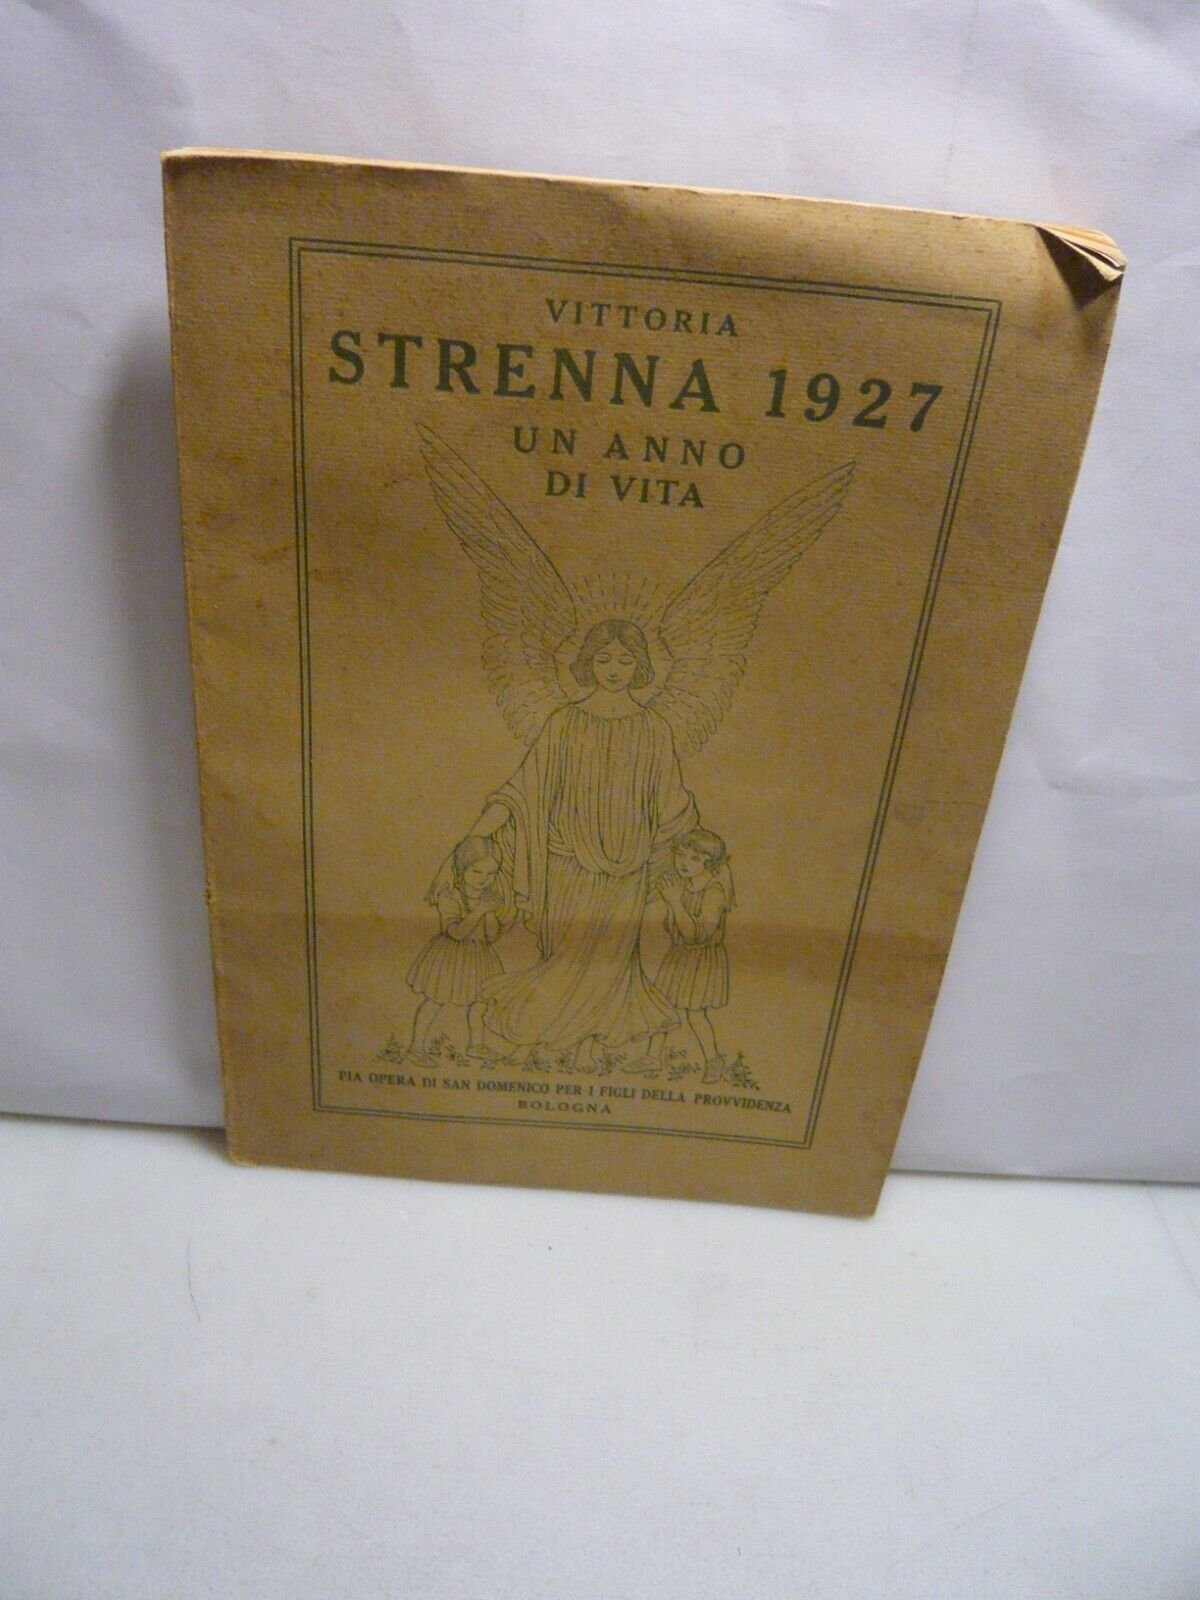 VITTORIA
STRENNA 1927
UN ANNO
DI VITA
PIA OPERA DI SAN DOMENICO PER I FIGLI DELLA PROVVIDENZA
BOLOGNA